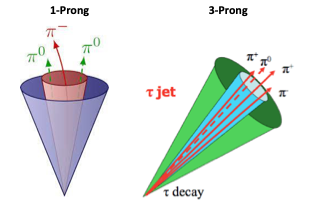 1-Prong
3-Prong
π⁻
π⁰ π⁰
π⁺ π⁰ π⁺
π⁻
τ jet
τ decay